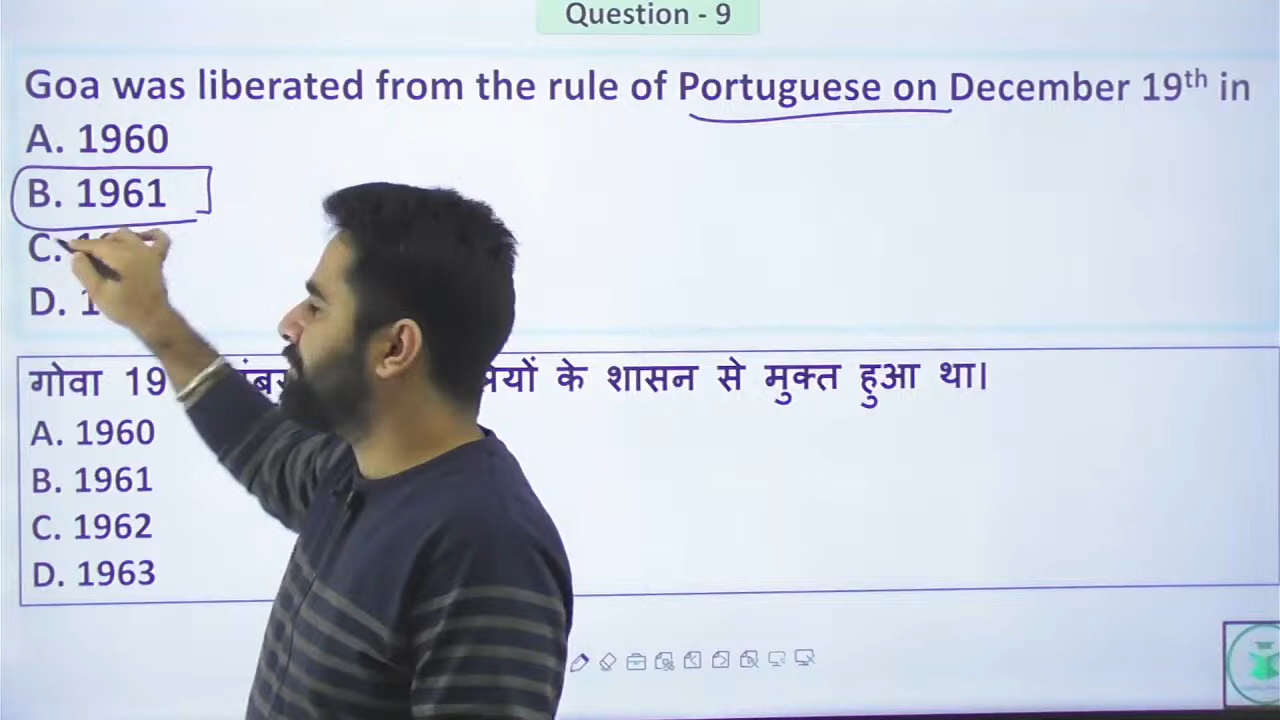 Question - 9
Goa was liberated from the rule of Portuguese on December 19th in
A. 1960
B. 1961
C.
D.
गोवा 19 के शासन से मुक्त हुआ था।
A. 1960
B. 1961
C. 1962
D. 1963